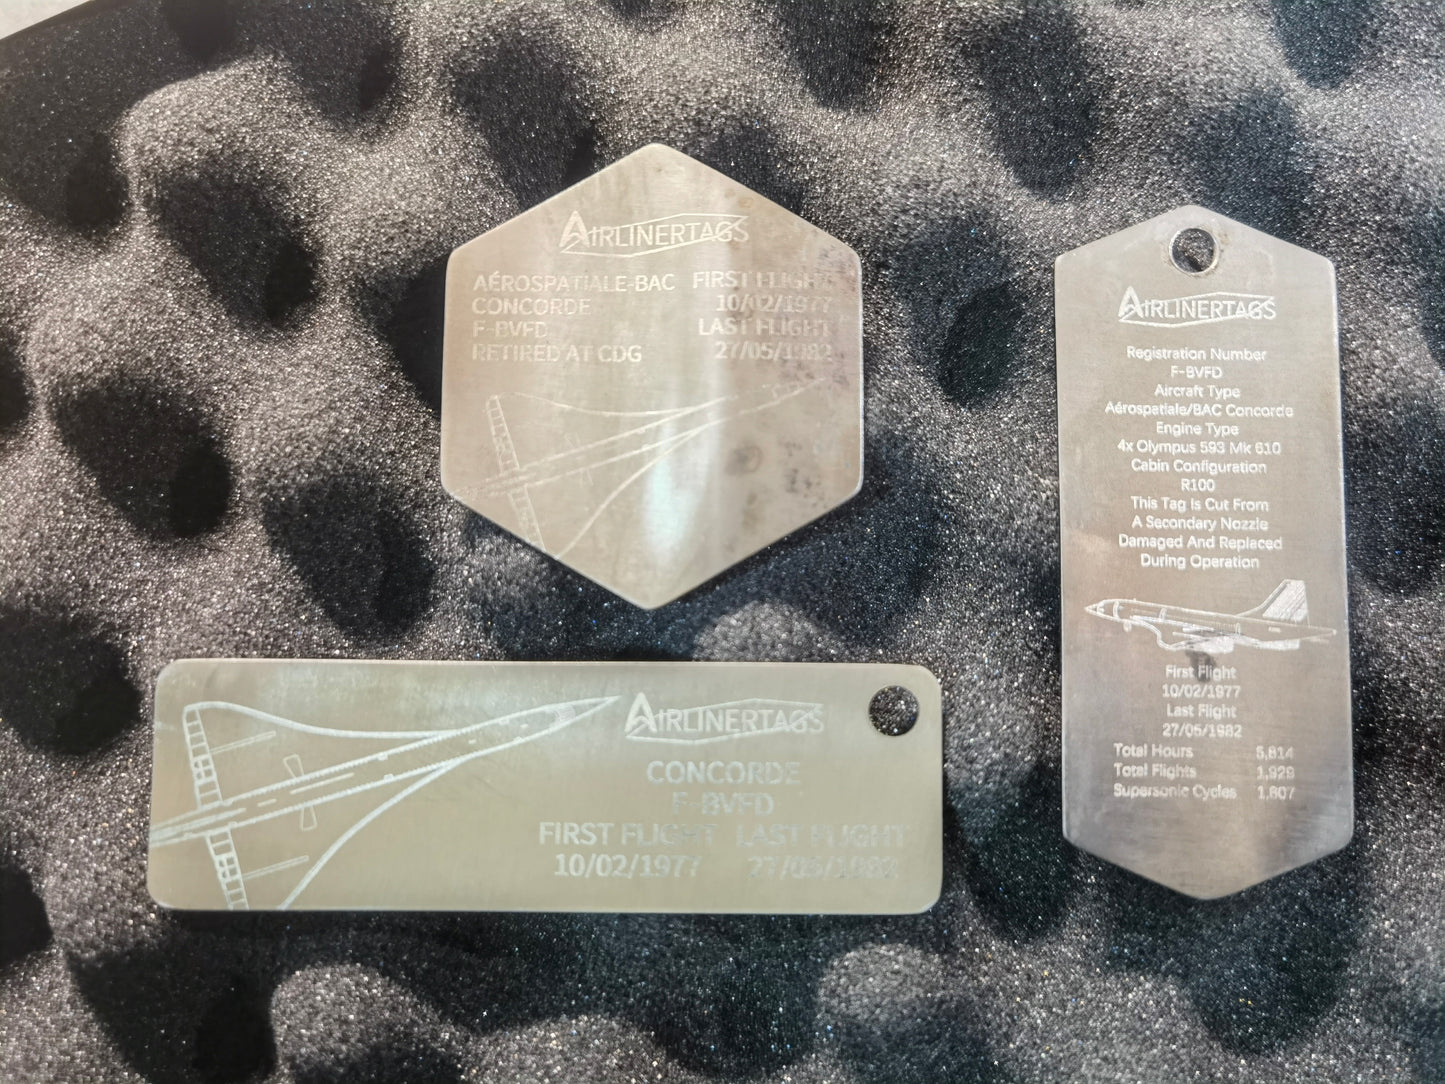 AIRLINERTAGS
AÉROSPATIALE-BAC
CONCORDE
F-BVFD
RETIRED AT CDG
FIRST FLIGHT
10/02/1977
LAST FLIGHT
27/05/1982
AIRLINERTAGS
Registration Number
F-BVFD
Aircraft Type
Aérospatiale/BAC Concorde
Engine Type
4x Olympus 593 Mk 610
Cabin Configuration
R100
This Tag Is Cut From
A Secondary Nozzle
Damaged And Replaced
During Operation
First Flight
10/02/1977
Last Flight
27/05/1982
Total Hours 5,814
Total Flights 1,929
Supersonic Cycles 1,807
AIRLINERTAGS
CONCORDE
F-BVFD
FIRST FLIGHT LAST FLIGHT
10/02/1977 27/05/1982